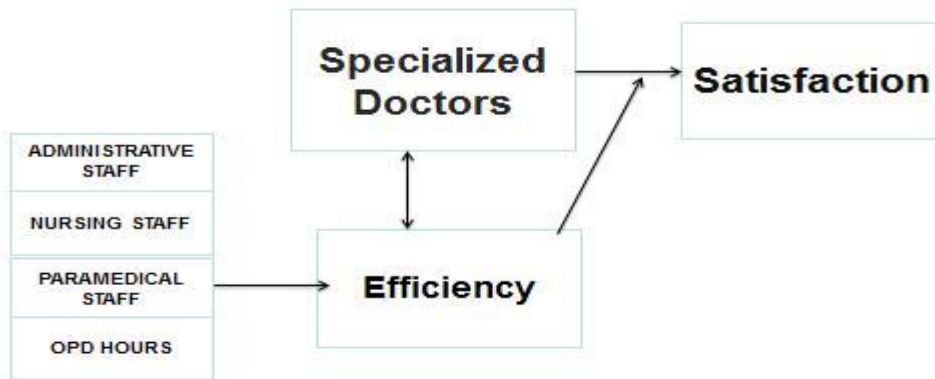 Specialized
Doctors
Satisfaction
ADMINISTRATIVE
STAFF
NURSING STAFF
PARAMEDICAL
STAFF
OPD HOURS
Efficiency